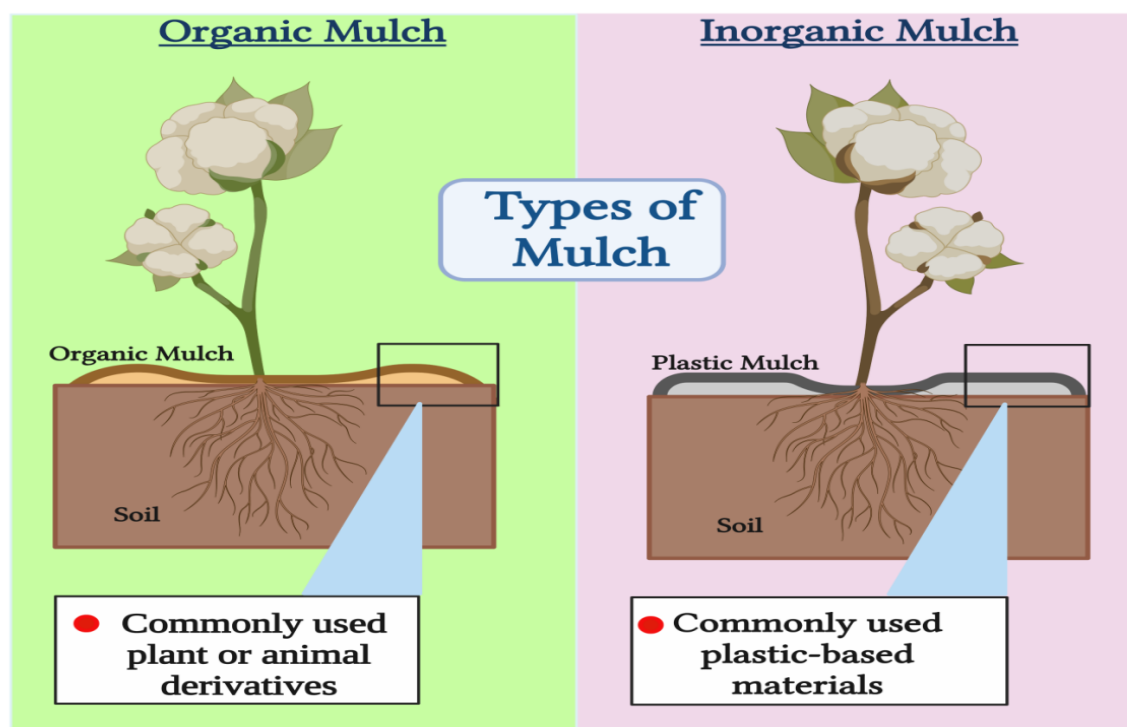 Organic Mulch
Inorganic Mulch
Types of
Mulch
Organic Mulch
Plastic Mulch
Soil
Soil
Commonly used
plant or animal
derivatives
Commonly used
plastic-based
materials